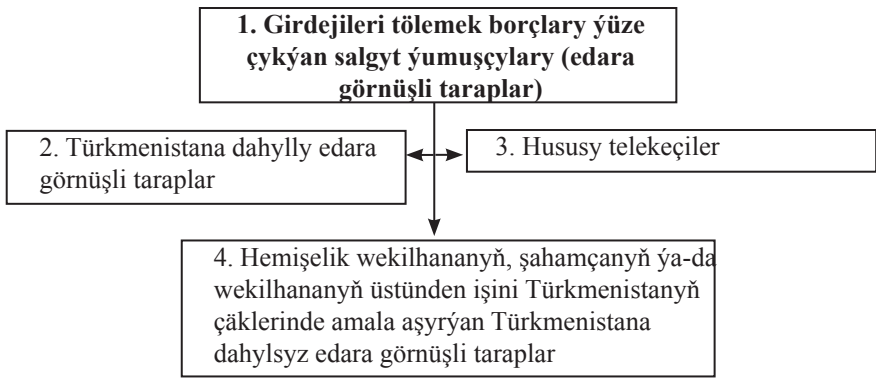 1. Girdejileri tölemek borçlary ýüze
çykýan salgyt ýumuşçylary (edara
görnüşli taraplar)
2. Türkmenistana dahylly edara
görnüşli taraplar
3. Hususy telekeçiler
4. Hemişelik wekilhananyň, şahamçanyň ýa-da
wekilhananyň üstünden işini Türkmenistanyň
çäklerinde amala aşyrýan Türkmenistana
dahylsyz edara görnüşli taraplar